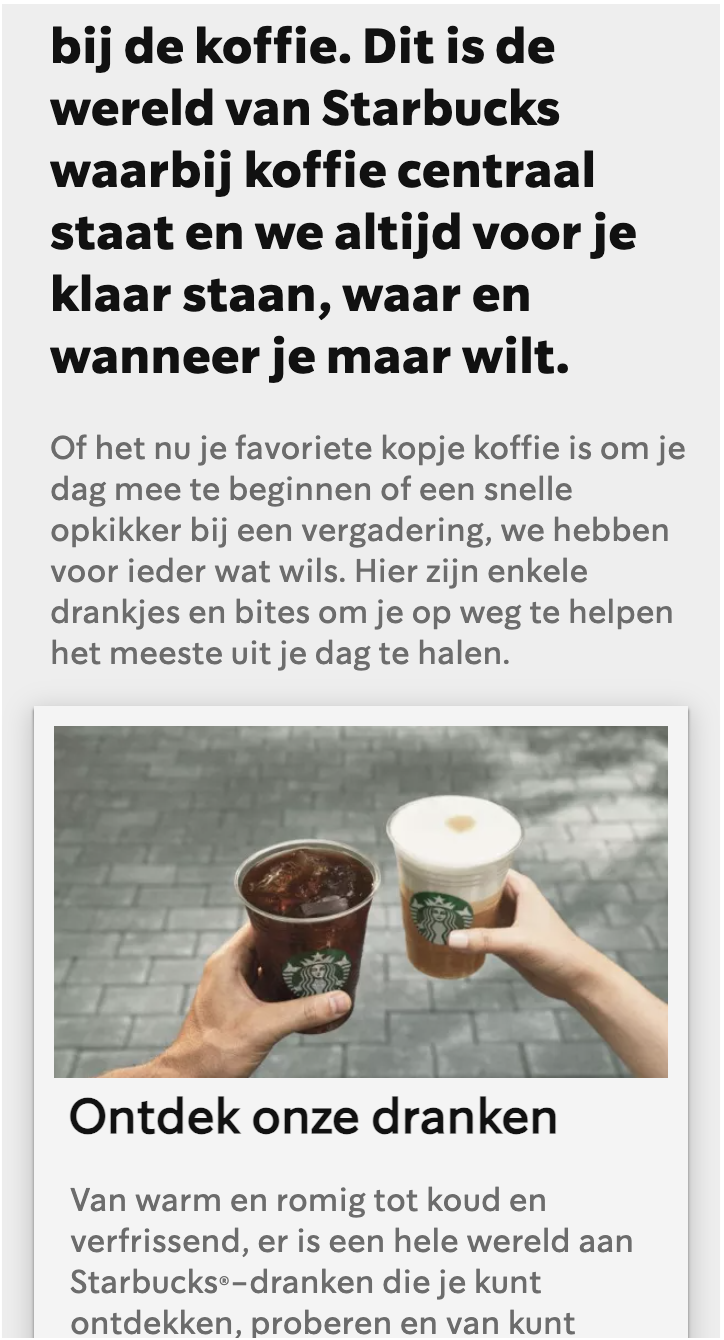 bij de koffie. Dit is de
wereld van Starbucks
waarbij koffie centraal
staat en we altijd voor je
klaar staan, waar en
wanneer je maar wilt.
Of het nu je favoriete kopje koffie is om je
dag mee te beginnen of een snelle
opkikker bij een vergadering, we hebben
voor ieder wat wils. Hier zijn enkele
drankjes en bites om je op weg te helpen
het meeste uit je dag te halen.
Ontdek onze dranken
Van warm en romig tot koud en
verfrissend, er is een hele wereld aan
Starbucks®-dranken die je kunt
ontdekken, proberen en van kunt